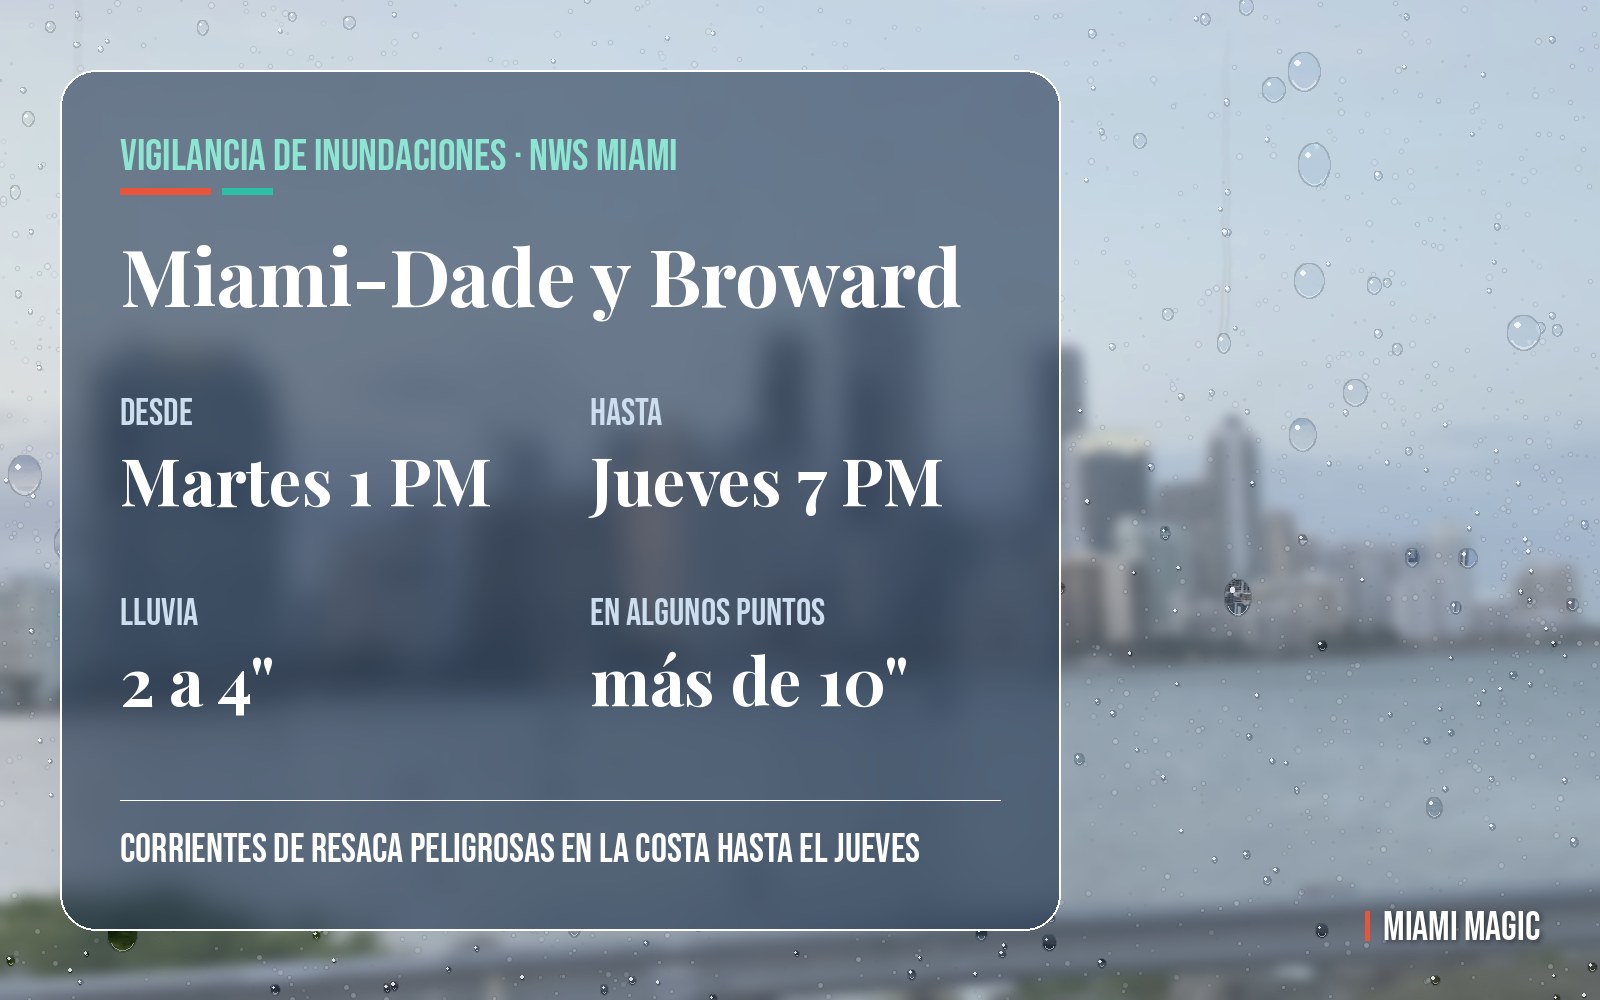 VIGILANCIA DE INUNDACIONES · NWS MIAMI
Miami-Dade y Broward
DESDE
Martes 1 PM
HASTA
Jueves 7 PM
LLUVIA
2 a 4"
EN ALGUNOS PUNTOS
más de 10"
CORRIENTES DE RESACA PELIGROSAS EN LA COSTA HASTA EL JUEVES
MIAMI MAGIC